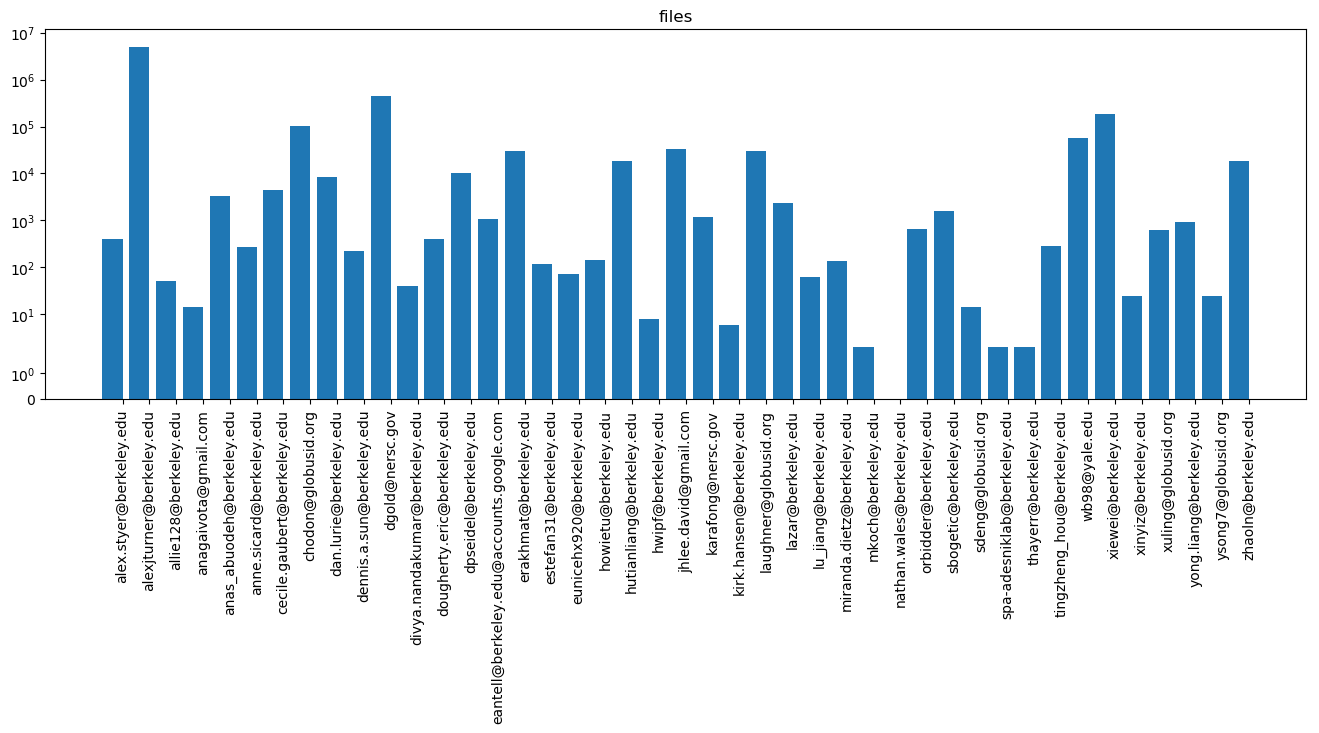 files
10^7
10^6
10^5
10^4
10^3
10^2
10^1
10^0
0
alex.styer@berkeley.edu
alexjturner@berkeley.edu
allie128@berkeley.edu
anagaivota@gmail.com
anas_abuodeh@berkeley.edu
anne.sicard@berkeley.edu
cecile.gaubert@berkeley.edu
chodon@globusid.org
dan.lurie@berkeley.edu
dennis.a.sun@berkeley.edu
dgold@nersc.gov
divya.nandakumar@berkeley.edu
dougherty.eric@berkeley.edu
dpseidel@berkeley.edu
eantell@berkeley.edu@accounts.google.com
erakhmat@berkeley.edu
estefan31@berkeley.edu
eunicehx920@berkeley.edu
howietu@berkeley.edu
hutianliang@berkeley.edu
hwipf@berkeley.edu
jhlee.david@gmail.com
karafong@nersc.gov
kirk.hansen@berkeley.edu
laughner@globusid.org
lazar@berkeley.edu
lu_jiang@berkeley.edu
miranda.dietz@berkeley.edu
mkoch@berkeley.edu
nathan.wales@berkeley.edu
orbidder@berkeley.edu
sbogetic@berkeley.edu
sdeng@globusid.org
spa-adesniklab@berkeley.edu
thayerr@berkeley.edu
tingzheng_hou@berkeley.edu
wb98@yale.edu
xiewei@berkeley.edu
xinyiz@berkeley.edu
xuling@globusid.org
yong.liang@berkeley.edu
ysong7@globusid.org
zhaoln@berkeley.edu